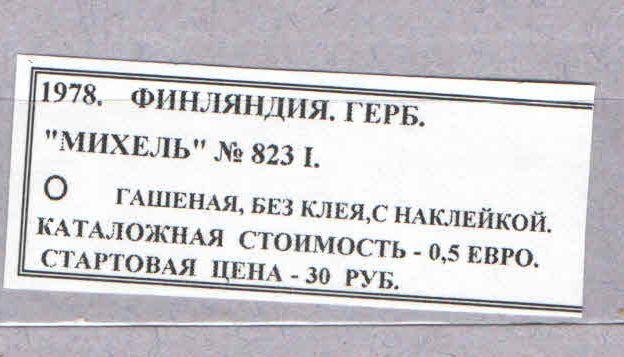 1978. ФИНЛЯНДИЯ. ГЕРБ.
"МИХЕЛЬ" № 823 I.
О ГАШЕНАЯ, БЕЗ КЛЕЯ,С НАКЛЕЙКОЙ.
КАТАЛОЖНАЯ СТОИМОСТЬ - 0,5 ЕВРО.
СТАРТОВАЯ ЦЕНА - 30 РУБ.